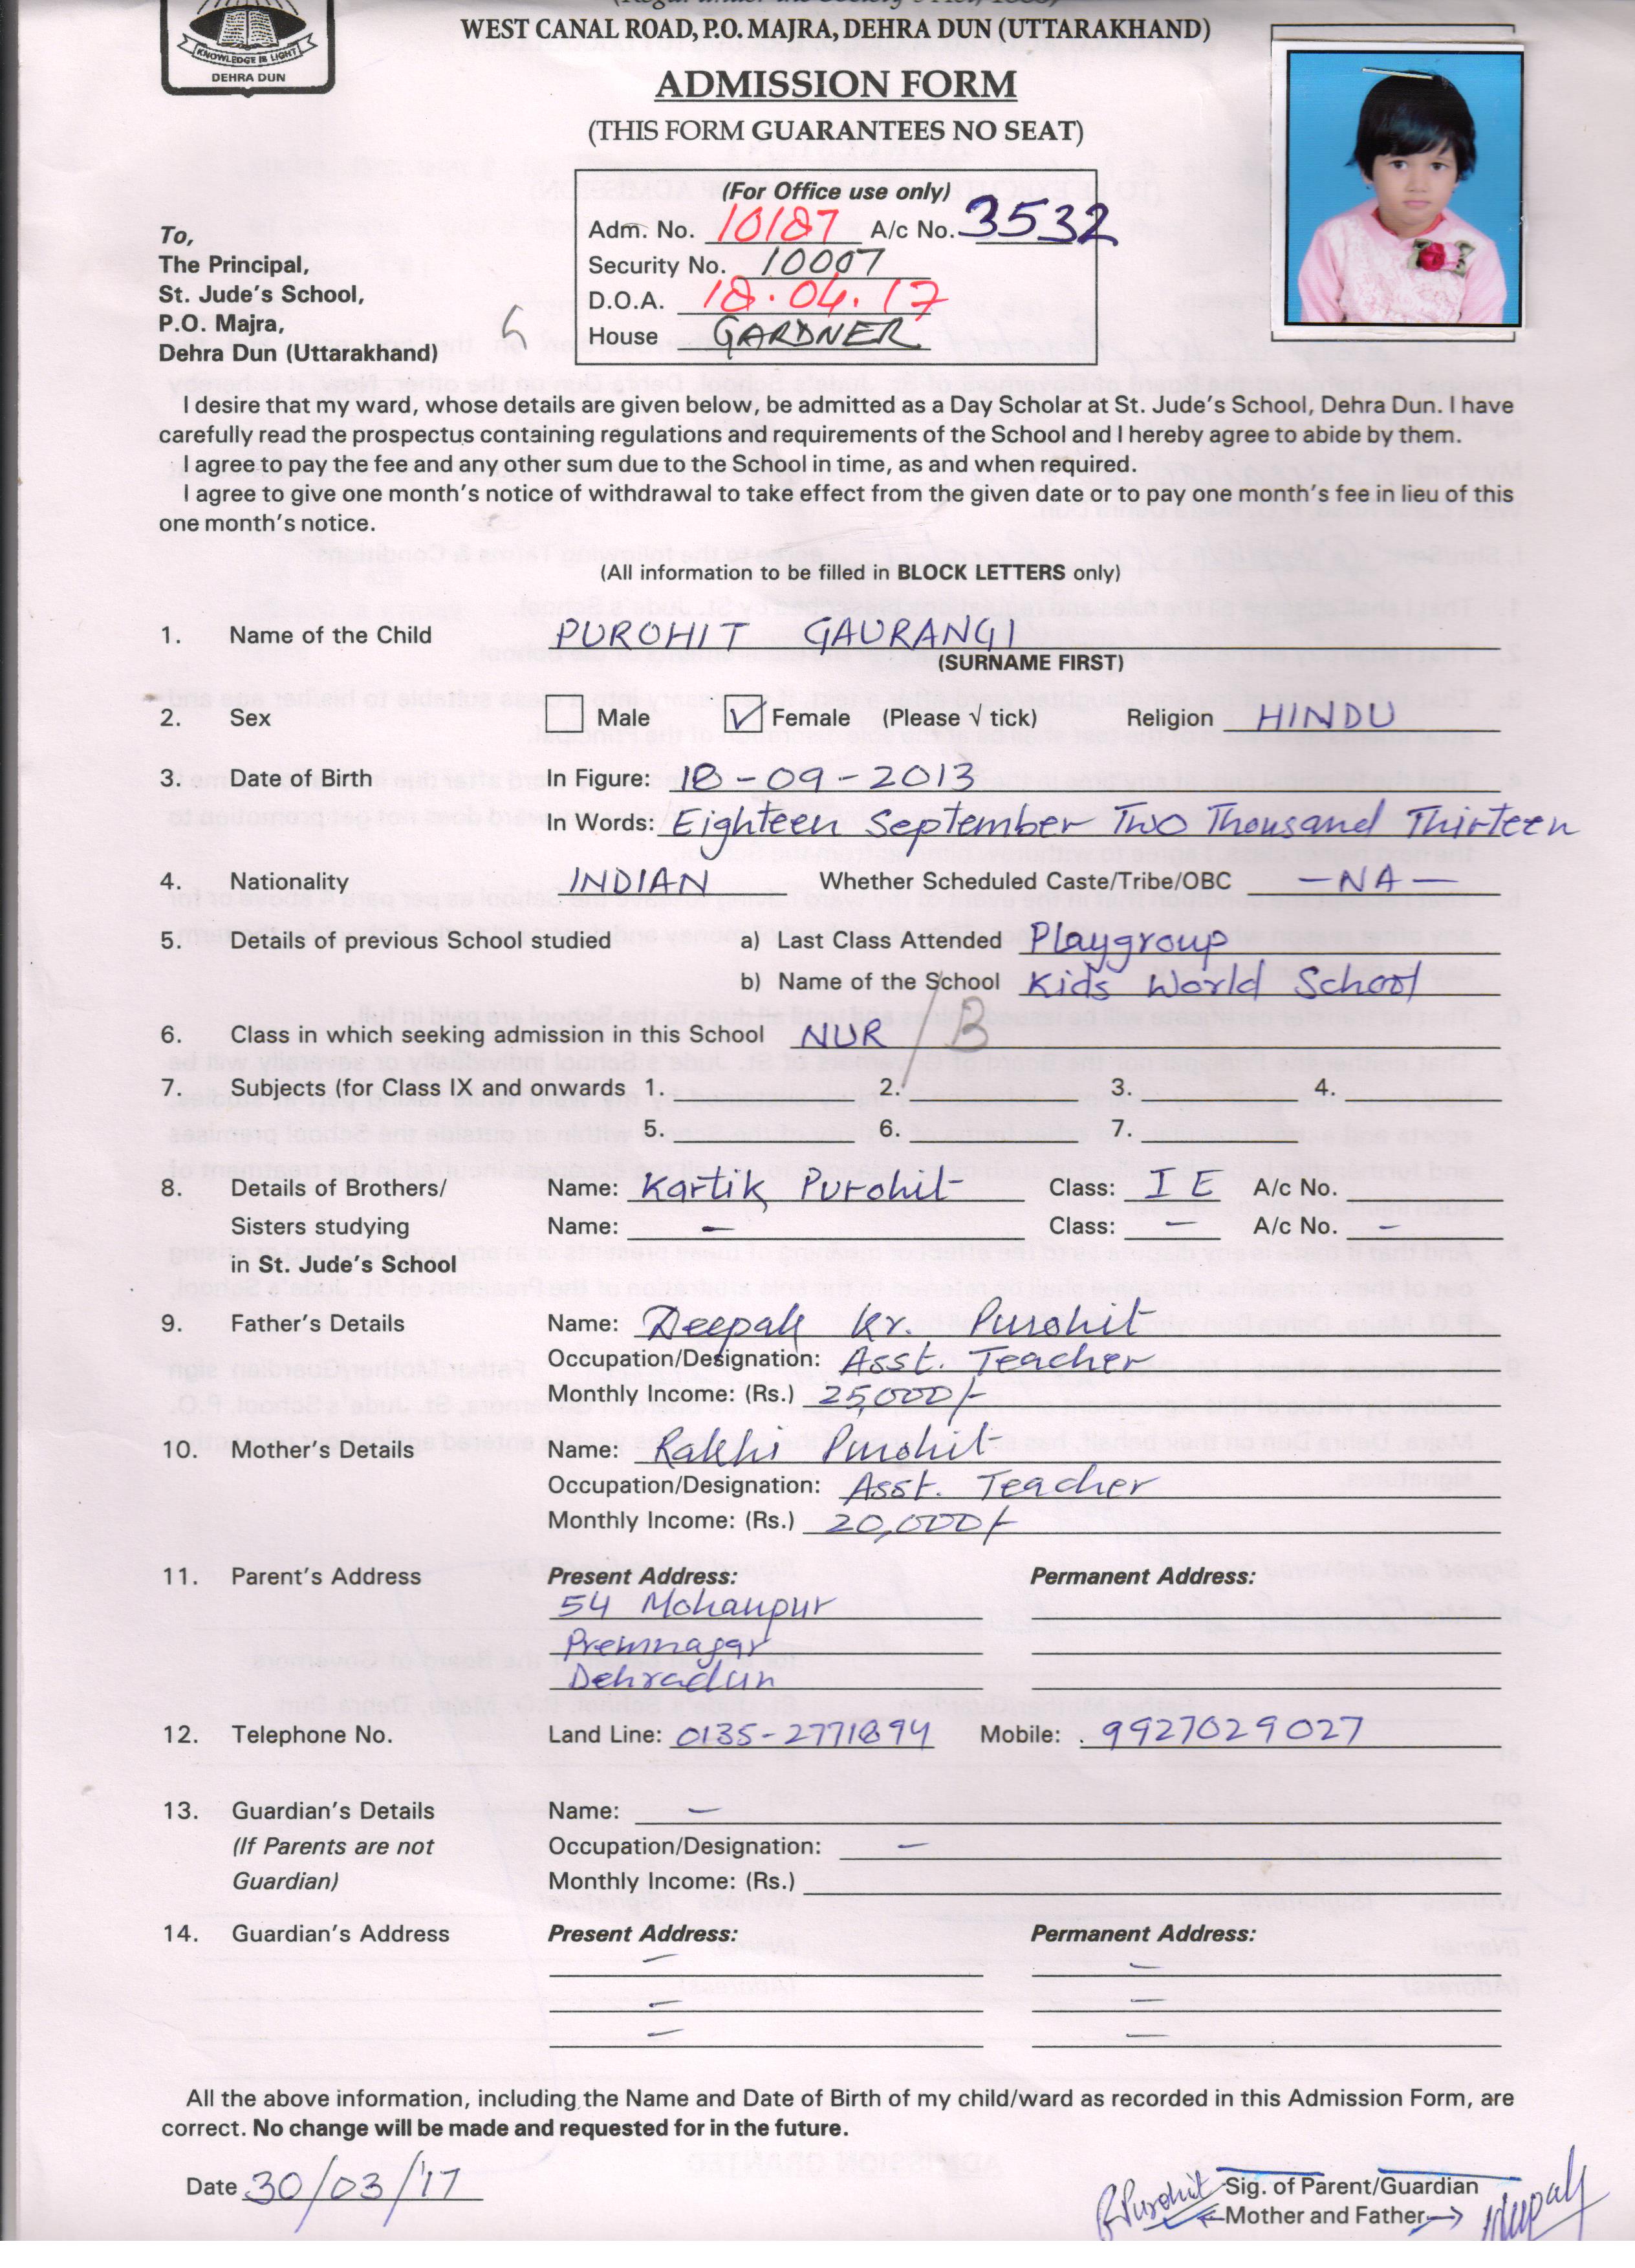 WEST CANAL ROAD, P.O. MAJRA, DEHRA DUN (UTTARAKHAND)
KNOWLEDGE IS LIGHT
DEHRA DUN
ADMISSION FORM
(THIS FORM GUARANTEES NO SEAT)
(For Office use only)
Adm. No. 10187 A/c No. 3532
Security No. 10007
D.O.A. 18.04.17
House GARDNER
To,
The Principal,
St. Jude's School,
P.O. Majra,
Dehra Dun (Uttarakhand)
I desire that my ward, whose details are given below, be admitted as a Day Scholar at St. Jude's School, Dehra Dun. I have
carefully read the prospectus containing regulations and requirements of the School and I hereby agree to abide by them.
I agree to pay the fee and any other sum due to the School in time, as and when required.
I agree to give one month's notice of withdrawal to take effect from the given date or to pay one month's fee in lieu of this
one month's notice.
(All information to be filled in BLOCK LETTERS only)
1. Name of the Child PUROHIT GAURANGI
(SURNAME FIRST)
2. Sex Male Female (Please √ tick) Religion HINDU
3. Date of Birth In Figure: 18-09-2013
In Words: Eighteen September Two Thousand Thirteen
4. Nationality INDIAN Whether Scheduled Caste/Tribe/OBC -NA-
5. Details of previous School studied a) Last Class Attended Playgroup
b) Name of the School Kids World School
6. Class in which seeking admission in this School NUR / B
7. Subjects (for Class IX and onwards 1. 2. 3. 4.
5. 6. 7.
8. Details of Brothers/ Name: Kartik Purohit Class: I E A/c No.
Sisters studying Name: - Class: - A/c No. -
in St. Jude's School
9. Father's Details Name: Deepak Kr. Purohit
Occupation/Designation: Asst. Teacher
Monthly Income: (Rs.) 25,000/-
10. Mother's Details Name: Rakhi Purohit
Occupation/Designation: Asst. Teacher
Monthly Income: (Rs.) 20,000/-
11. Parent's Address Present Address: Permanent Address:
54 Mohanpur
Premnagar
Dehradun
12. Telephone No. Land Line: 0135-2771894 Mobile: 9927029027
13. Guardian's Details Name: -
(If Parents are not Occupation/Designation: -
Guardian) Monthly Income: (Rs.)
14. Guardian's Address Present Address: Permanent Address:
- -
- -
- -
All the above information, including the Name and Date of Birth of my child/ward as recorded in this Admission Form, are
correct. No change will be made and requested for in the future.
Date 30/03/'17 Sig. of Parent/Guardian
RPurohit ← Mother and Father → Deepak